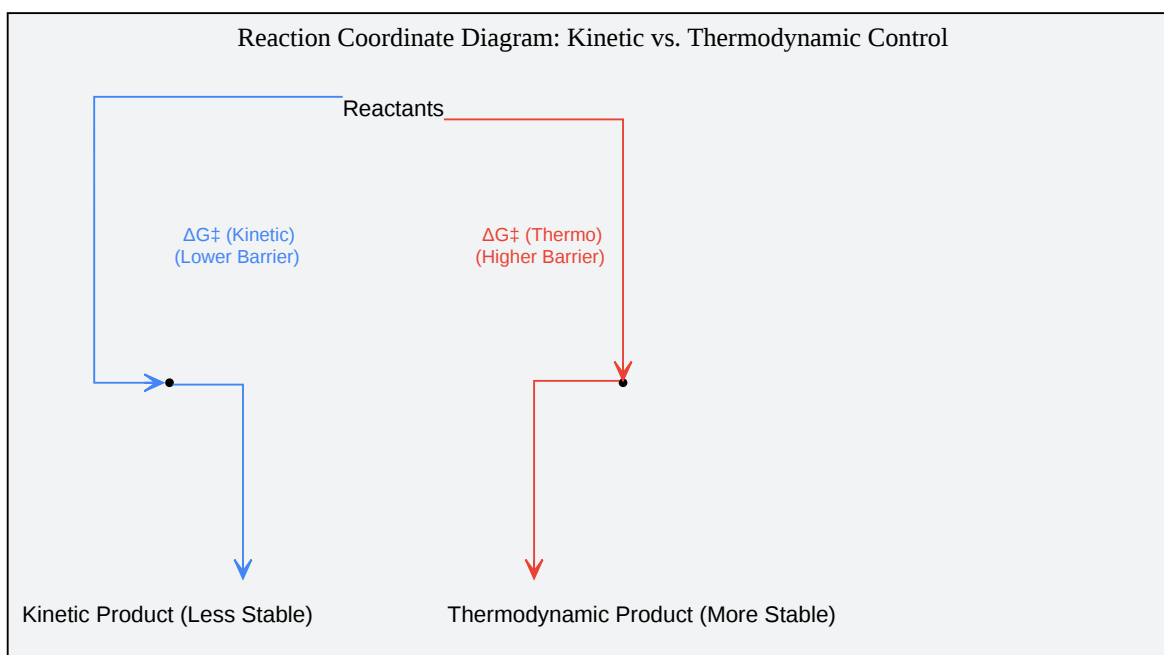 Reaction Coordinate Diagram: Kinetic vs. Thermodynamic Control
Reactants
ΔG‡ (Kinetic)
(Lower Barrier)
ΔG‡ (Thermo)
(Higher Barrier)
Kinetic Product (Less Stable)
Thermodynamic Product (More Stable)